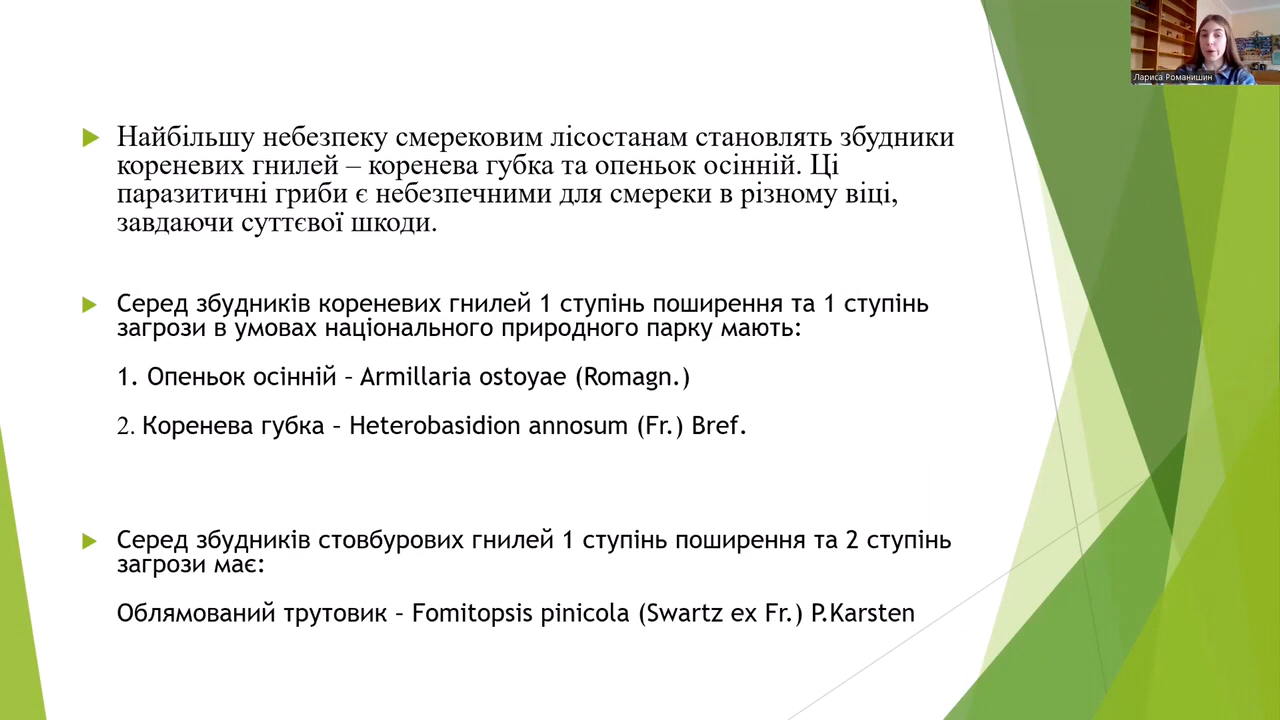 Лариса Романишин
Найбільшу небезпеку смерековим лісостанам становлять збудники
кореневих гнилей – коренева губка та опеньок осінній. Ці
паразитичні гриби є небезпечними для смереки в різному віці,
завдаючи суттєвої шкоди.
Серед збудників кореневих гнилей 1 ступінь поширення та 1 ступінь
загрози в умовах національного природного парку мають:
1. Опеньок осінній – Armillaria ostoyae (Romagn.)
2. Коренева губка – Heterobasidion annosum (Fr.) Bref.
Серед збудників стовбурових гнилей 1 ступінь поширення та 2 ступінь
загрози має:
Облямований трутовик – Fomitopsis pinicola (Swartz ex Fr.) P.Karsten